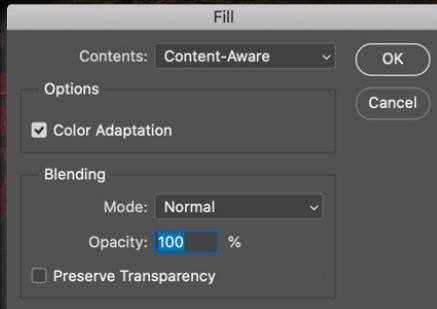 Fill
Contents: Content-Aware
OK
Options
Cancel
Color Adaptation
Blending
Mode: Normal
Opacity: 100 %
Preserve Transparency